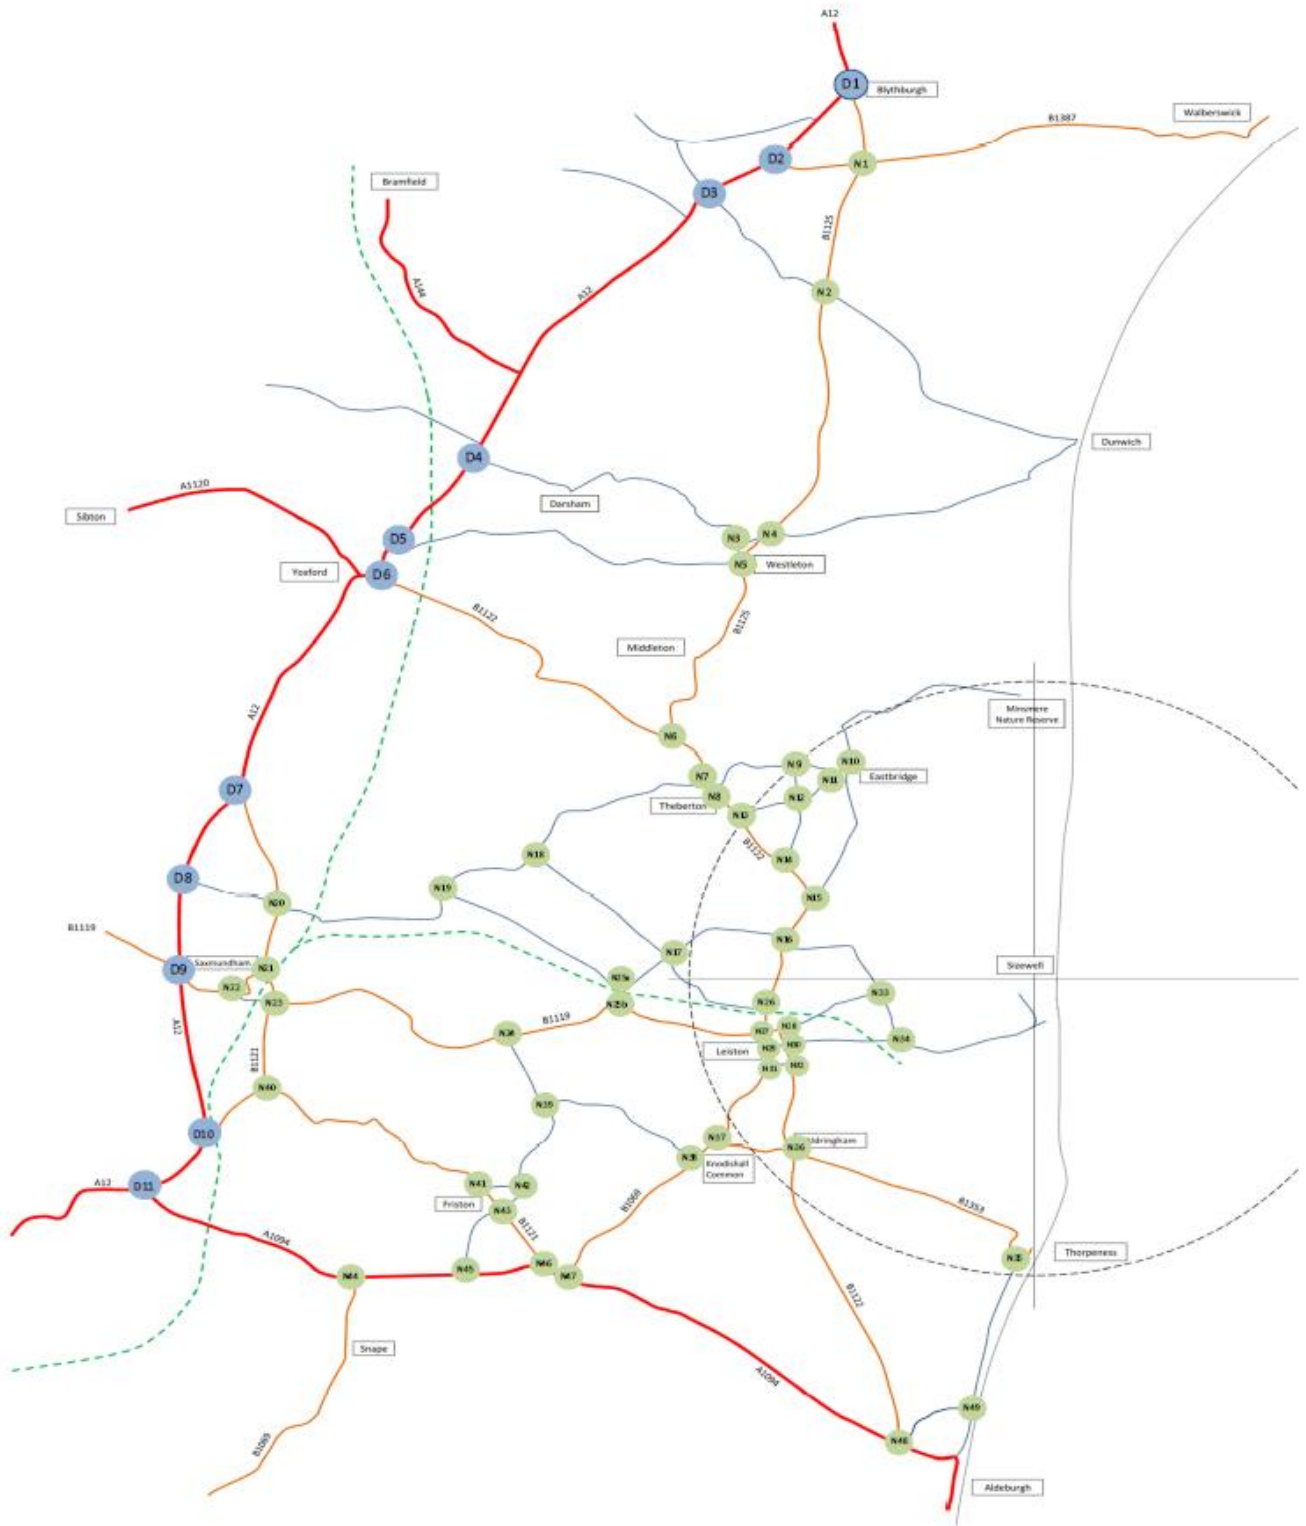 A12
D1
Blythburgh
Walberswick
B1387
D2
N1
Bramfield
D3
B1125
A144
A12
N2
D4
Dunwich
A1120
Darsham
Sibton
D5
N3
N4
Yoxford
D6
N5
Westleton
B1122
B1125
Middleton
Minsmere
Nature Reserve
A12
N6
N7
N9
N10
N11
Eastbridge
D7
Theberton
N8
N12
N13
B1122
N14
N18
D8
N19
N15
N20
B1119
N16
Saxmundham
D9
N21
N17
Sizewell
N22
N23
N26
N33
A12
B1119
N24
N27
N34
B1121
Leiston
N40
N39
D10
N37
N36
Knodishall
Common
N41
N42
A12
D11
Friston
B1069
B1353
N43
B1121
A1094
N35
Thorpeness
N44
N45
N46
N47
B1122
Snape
A1094
N49
B1069
N48
Aldeburgh